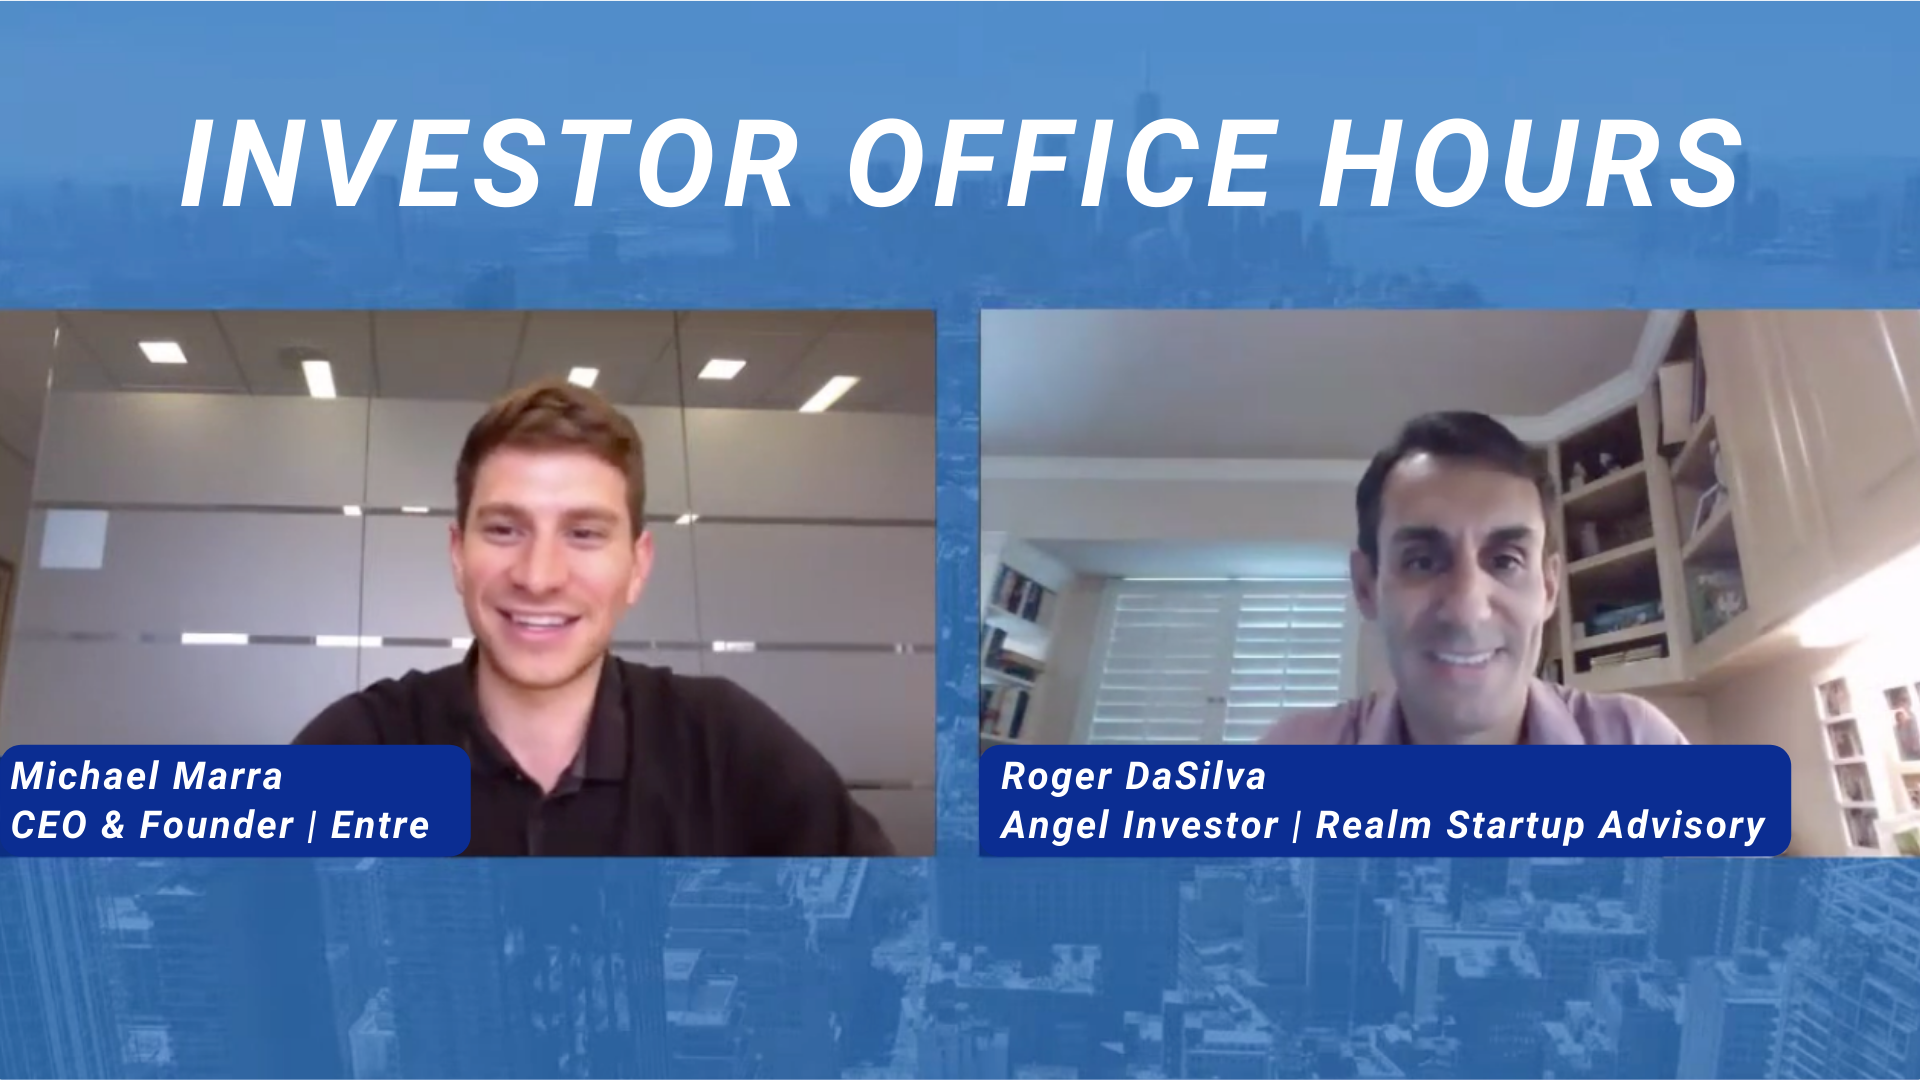 INVESTOR OFFICE HOURS
Michael Marra
CEO & Founder | Entre
Roger DaSilva
Angel Investor | Realm Startup Advisory